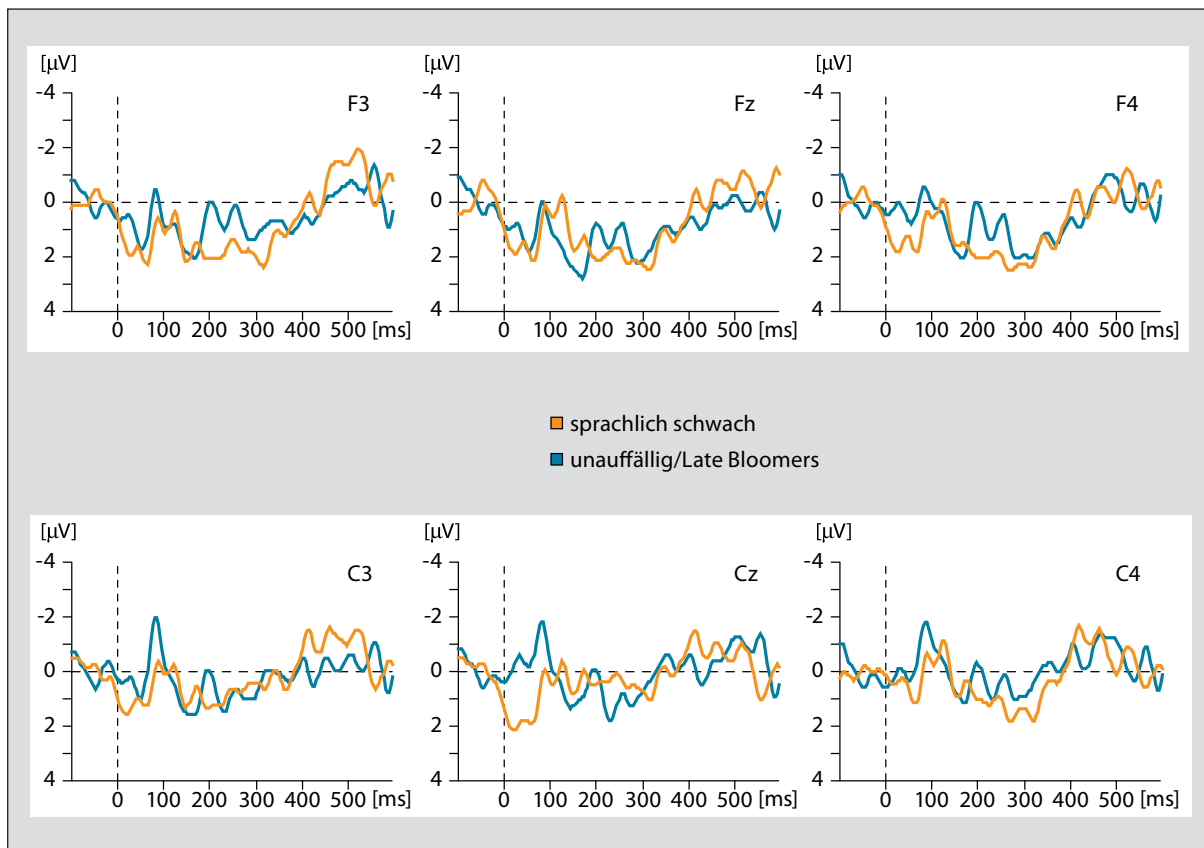 [µV] [µV] [µV]
-4 F3 -4 Fz -4 F4
-2 -2 -2
0 0 0
2 2 2
4 4 4
0 100 200 300 400 500 [ms] 0 100 200 300 400 500 [ms] 0 100 200 300 400 500 [ms]
sprachlich schwach
unauffällig/Late Bloomers
[µV] [µV] [µV]
-4 C3 -4 Cz -4 C4
-2 -2 -2
0 0 0
2 2 2
4 4 4
0 100 200 300 400 500 [ms] 0 100 200 300 400 500 [ms] 0 100 200 300 400 500 [ms]